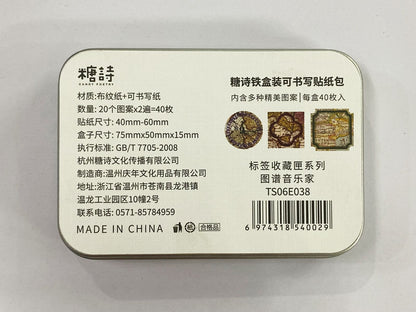 糖詩
CANDY POETRY
材质:布纹纸+可书写纸
数量: 20个图案x2遍=40枚
贴纸尺寸: 40mm-60mm
盒子尺寸: 75mmx50mmx15mm
执行标准: GB/T 7705-2008
杭州糖诗文化传播有限公司
制造商:温州庆年文化用品有限公司
地址:浙江省温州市苍南县龙港镇
温龙工业园区10幢2号
联系电话: 0571-85784959
MADE IN CHINA
合格品
糖诗铁盒装可书写贴纸包
内含多种精美图案|每盒40枚入
标签收藏匣系列
图谱音乐家
TS06E038
6 974318 540029